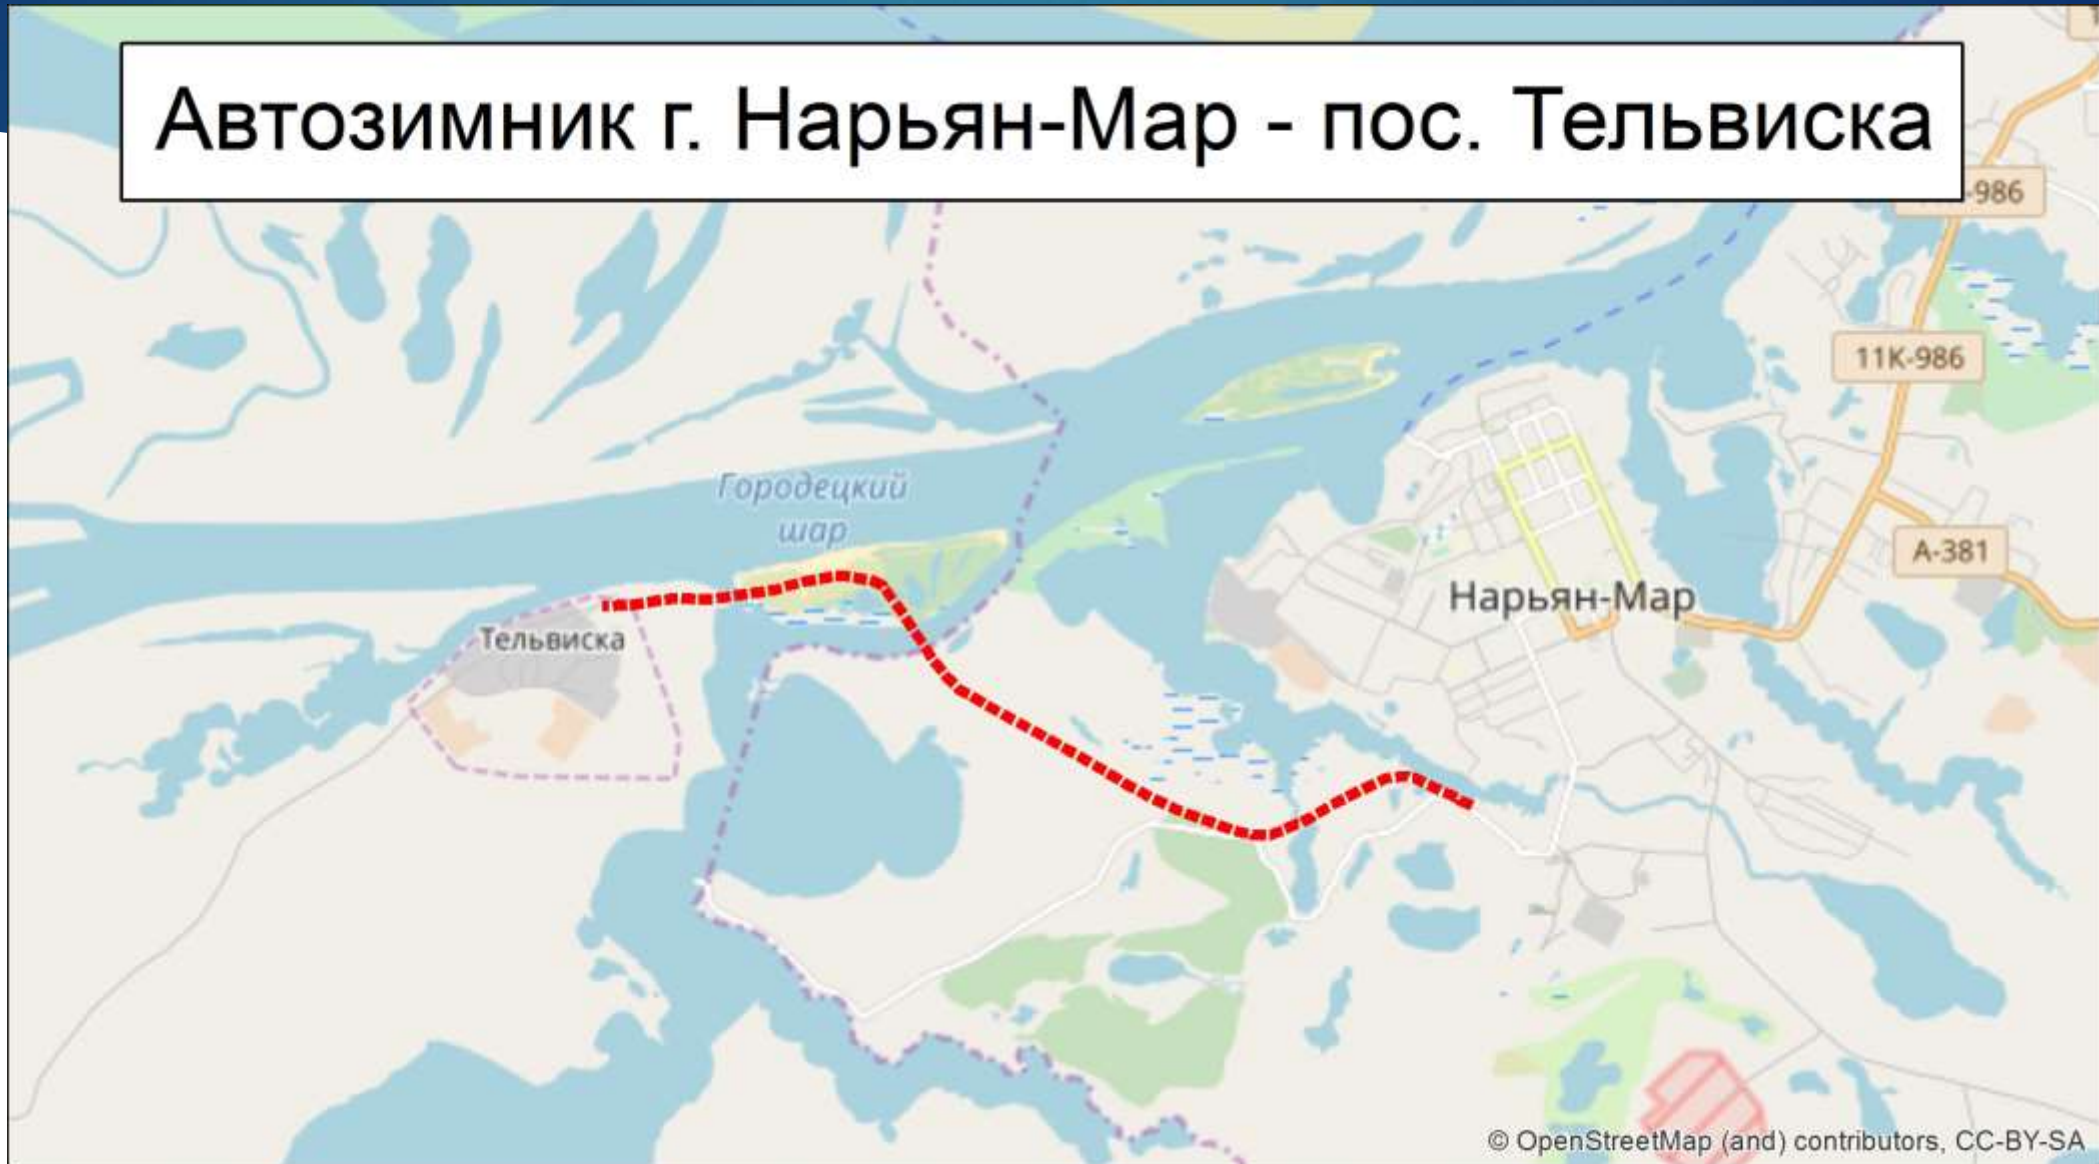 Автозимник г. Нарьян-Мар - пос. Тельвиска
-986
11К-986
Городецкий
шар
А-381
Нарьян-Мар
Тельвиска
© OpenStreetMap (and) contributors, CC-BY-SA